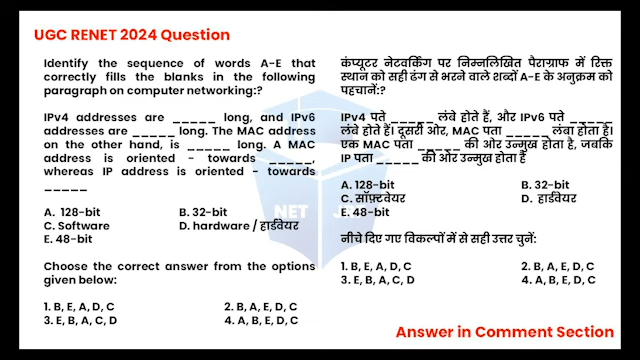 UGC RENET 2024 Question
Identify the sequence of words A-E that
correctly fills the blanks in the following
paragraph on computer networking:?
IPv4 addresses are _____ long, and IPv6
addresses are _____ long. The MAC address
on the other hand, is _____ long. A MAC
address is oriented - towards _____,
whereas IP address is oriented - towards
_____
A. 128-bit B. 32-bit
C. Software D. hardware / हार्डवेयर
E. 48-bit
Choose the correct answer from the options
given below:
1. B, E, A, D, C 2. B, A, E, D, C
3. E, B, A, C, D 4. A, B, E, D, C
कंप्यूटर नेटवर्किंग पर निम्नलिखित पैराग्राफ में रिक्त
स्थान को सही ढंग से भरने वाले शब्दों A-E के अनुक्रम को
पहचानें:?
IPv4 पते _____ लंबे होते हैं, और IPv6 पते _____
लंबे होते हैं। दूसरी ओर, MAC पता _____ लंबा होता है।
एक MAC पता _____ की ओर उन्मुख होता है, जबकि
IP पता _____ की ओर उन्मुख होता है
A. 128-bit B. 32-bit
C. सॉफ़्टवेयर D. हार्डवेयर
E. 48-bit
नीचे दिए गए विकल्पों में से सही उत्तर चुनें:
1. B, E, A, D, C 2. B, A, E, D, C
3. E, B, A, C, D 4. A, B, E, D, C
Answer in Comment Section